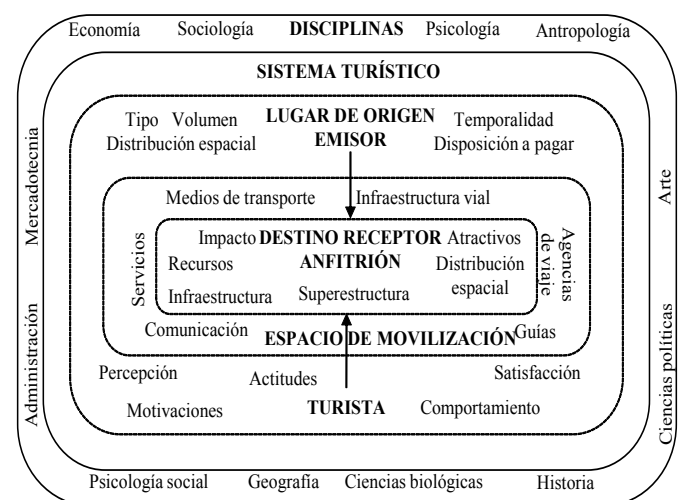 Economía Sociología DISCIPLINAS Psicología Antropología
SISTEMA TURÍSTICO
Tipo Volumen LUGAR DE ORIGEN Temporalidad
Distribución espacial EMISOR Disposición a pagar
Mercadotecnia
Arte
Medios de transporte Infraestructura vial
Servicios
Impacto DESTINO RECEPTOR Atractivos
Recursos ANFITRIÓN Distribución
espacial
Infraestructura Superestructura
Agencias
de viaje
Comunicación ESPACIO DE MOVILIZACIÓN Guías
Administración
Ciencias políticas
Percepción Actitudes Satisfacción
Motivaciones TURISTA Comportamiento
Psicología social Geografía Ciencias biológicas Historia